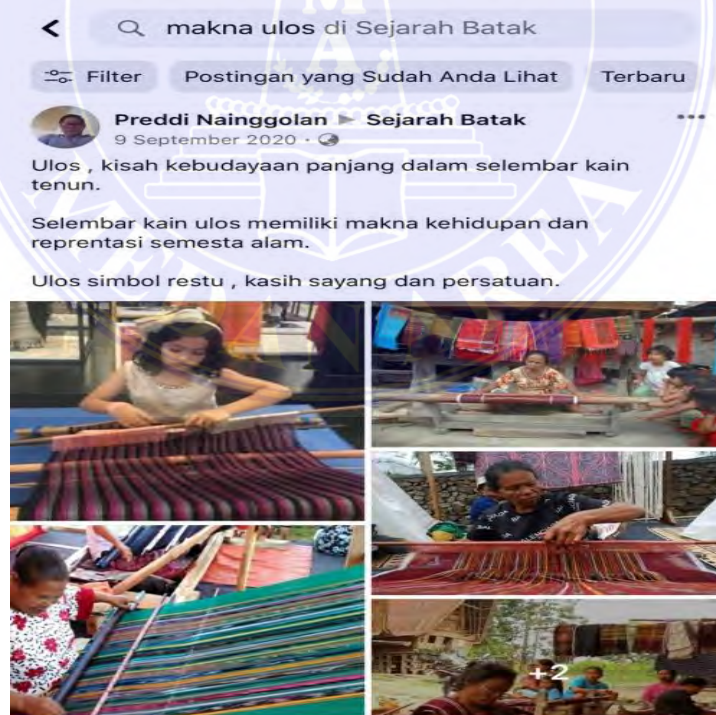 makna ulos di Sejarah Batak
Filter Postingan yang Sudah Anda Lihat Terbaru
Preddi Nainggolan ▸ Sejarah Batak
9 September 2020 ·
Ulos , kisah kebudayaan panjang dalam selembar kain
tenun.
Selembar kain ulos memiliki makna kehidupan dan
reprentasi semesta alam.
Ulos simbol restu , kasih sayang dan persatuan.
+2
MEDAN AREA